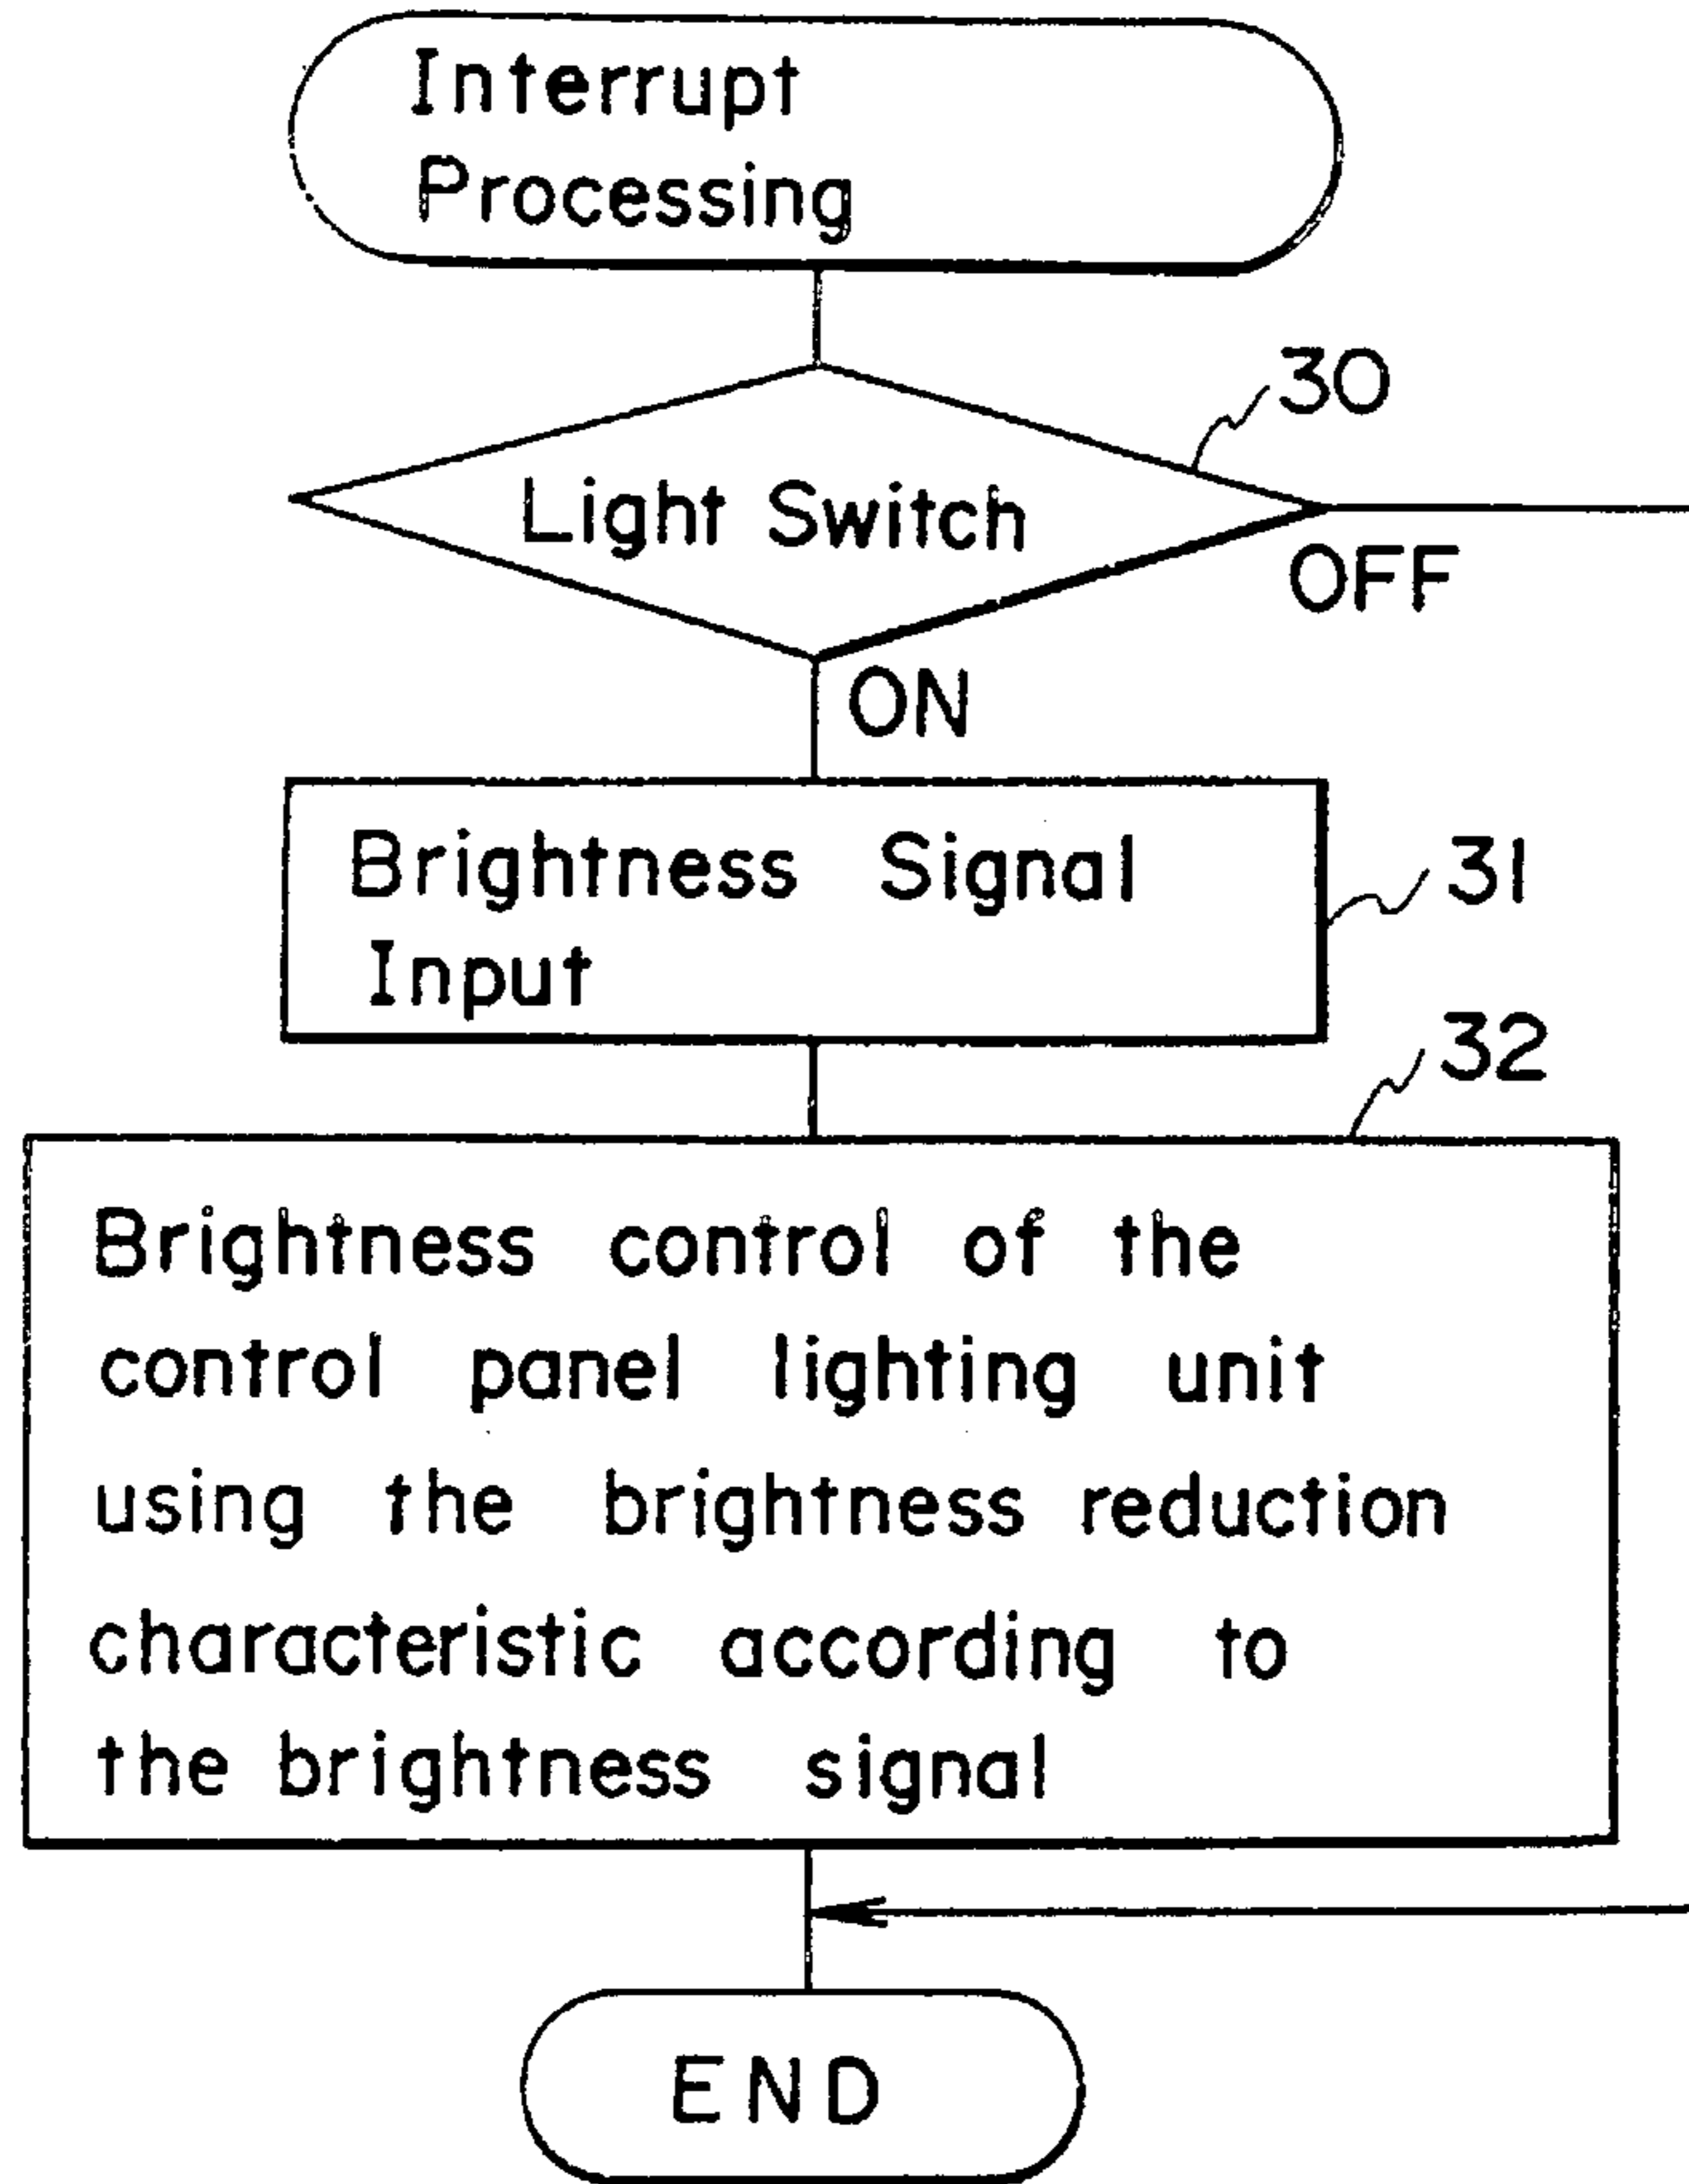 Interrupt
Processing
30
Light Switch
OFF
ON
Brightness Signal
Input
31
32
Brightness control of the
control panel lighting unit
using the brightness reduction
characteristic according to
the brightness signal
END